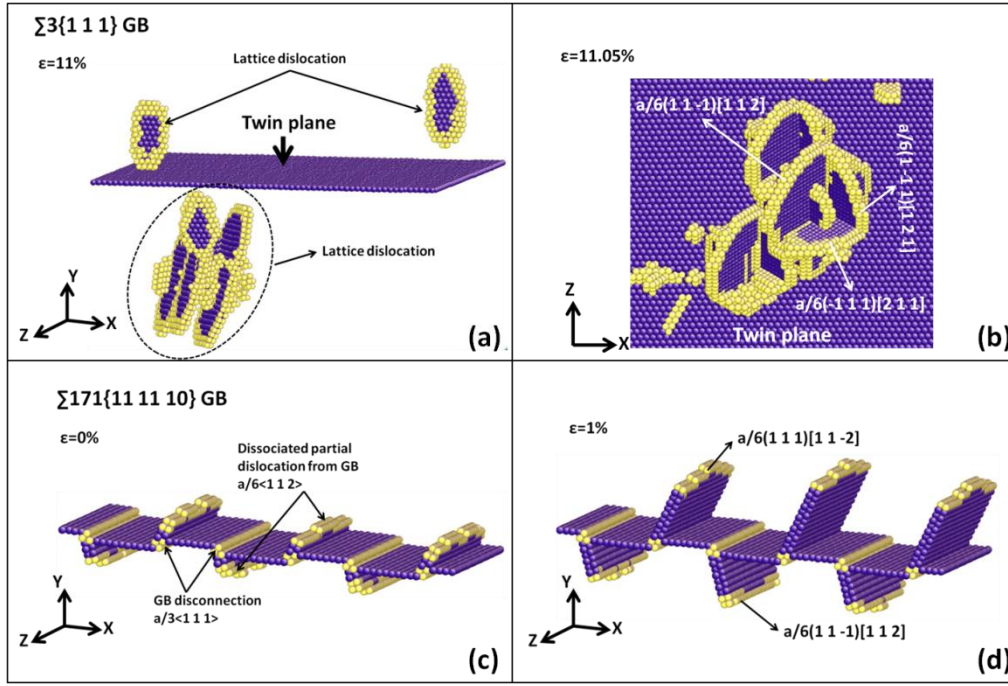 ∑3{1 1 1} GB
ε=11%
Lattice dislocation
Twin plane
Lattice dislocation
Y
Z
X
(a)
ε=11.05%
a/6(1 1 -1)[1 1 2]
a/6(1 -1 1)[1 2 1]
a/6(-1 1 1)[2 1 1]
Twin plane
Z
X
(b)
∑171{11 11 10} GB
ε=0%
Dissociated partial
dislocation from GB
a/6<1 1 2>
GB disconnection
a/3<1 1 1>
Y
Z
X
(c)
ε=1%
a/6(1 1 1)[1 1 -2]
a/6(1 1 -1)[1 1 2]
Y
Z
X
(d)